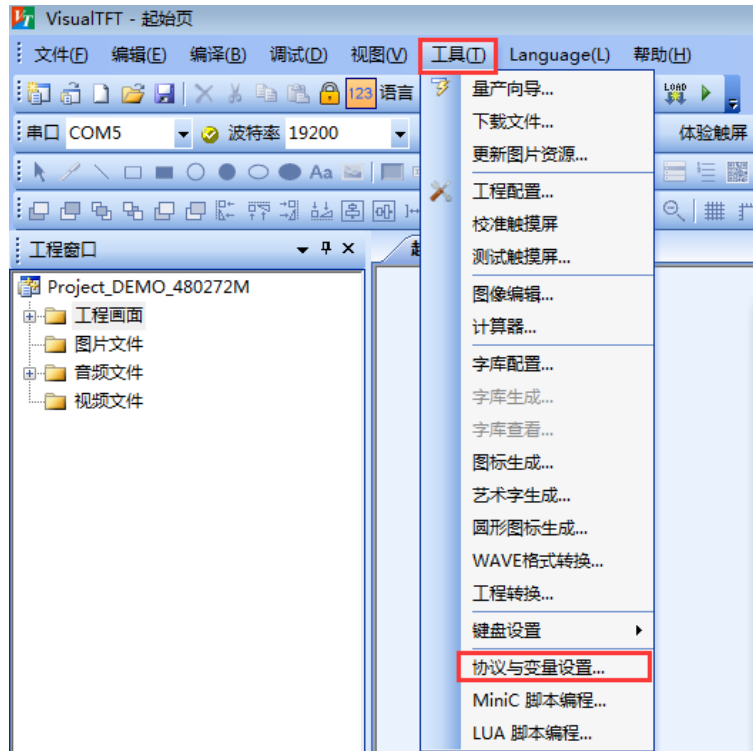 VisualTFT - 起始页
文件(F) 编辑(E) 编译(B) 调试(D) 视图(V) 工具(T) Language(L) 帮助(H)
123 语言
LOAD
串口 COM5 波特率 19200 体验触屏
Aa
工程窗口
Project_DEMO_480272M
工程画面
图片文件
音频文件
视频文件
量产向导...
下载文件...
更新图片资源...
工程配置...
校准触摸屏
测试触摸屏...
图像编辑...
计算器...
字库配置...
字库生成...
字库查看...
图标生成...
艺术字生成...
圆形图标生成...
WAVE格式转换...
工程转换...
键盘设置
协议与变量设置...
MiniC 脚本编程...
LUA 脚本编程...